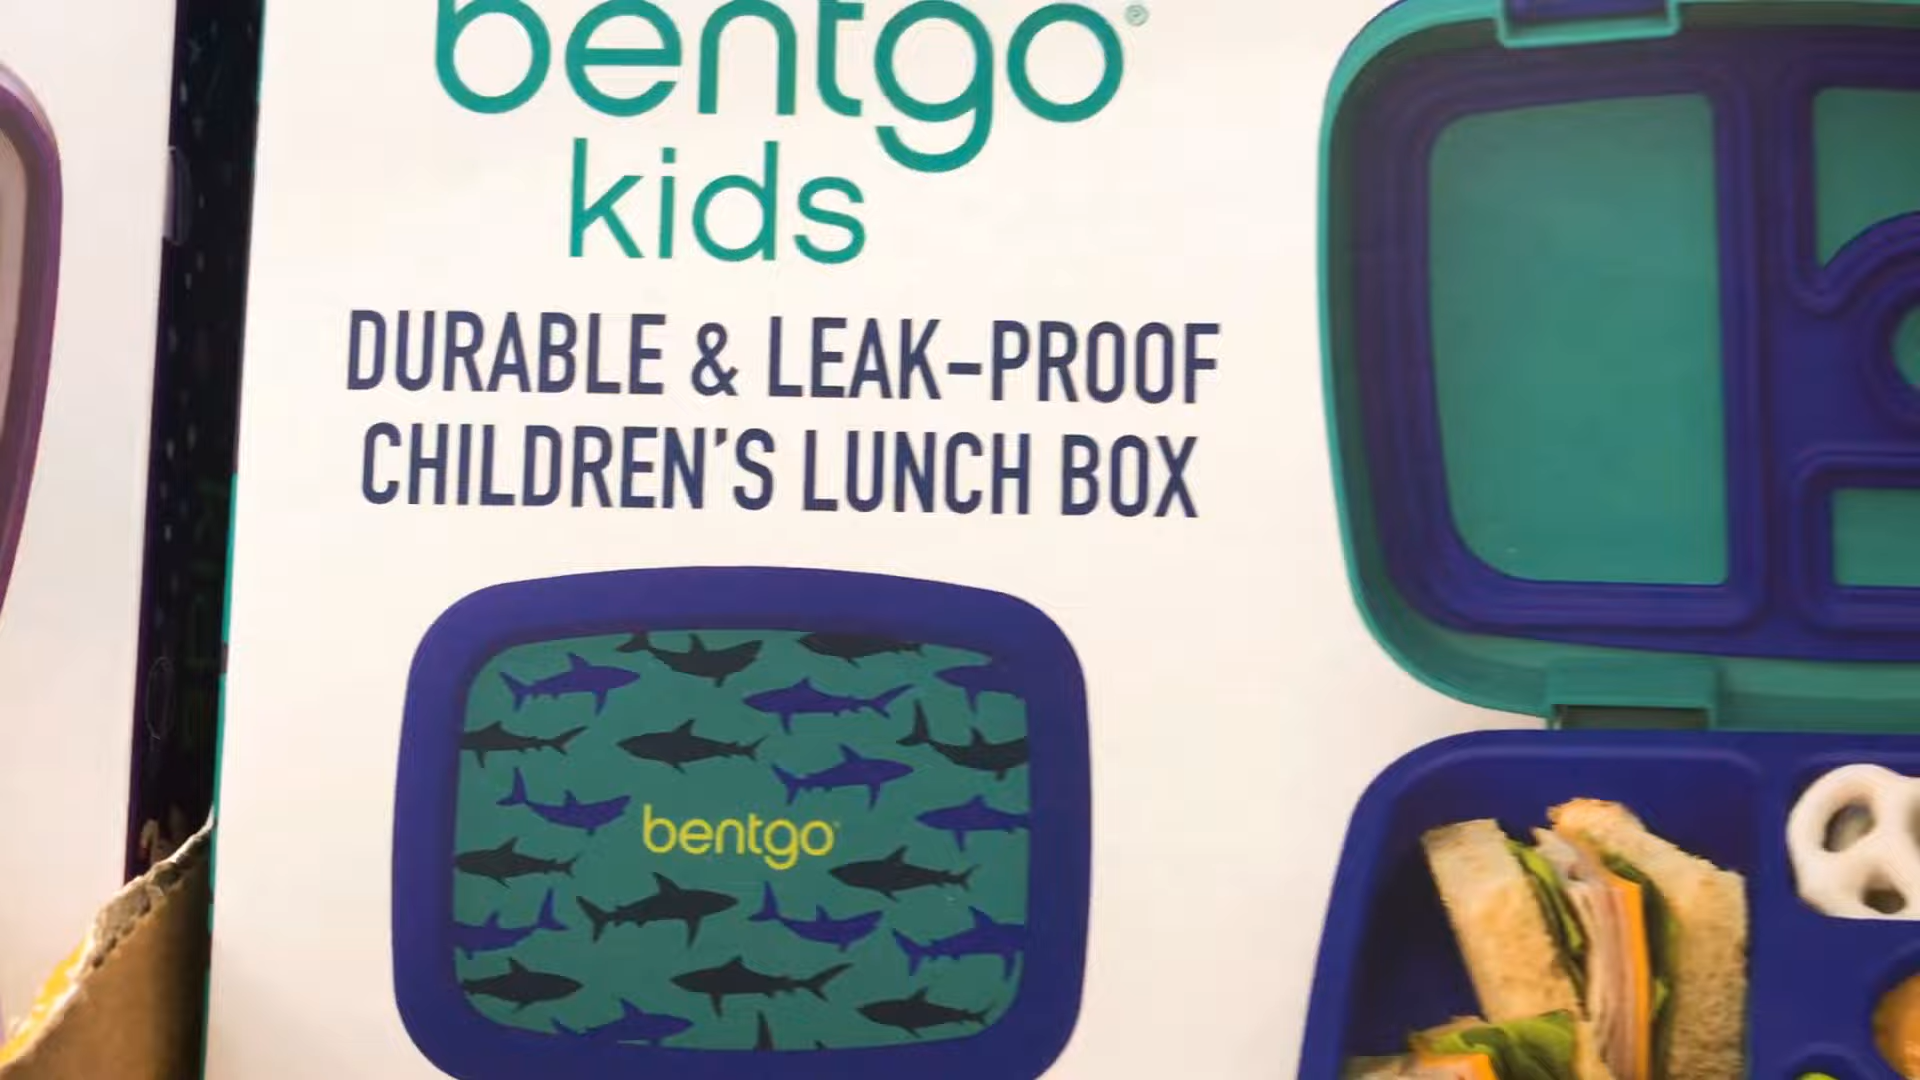 bentgo®
kids
DURABLE & LEAK-PROOF
CHILDREN'S LUNCH BOX
bentgo